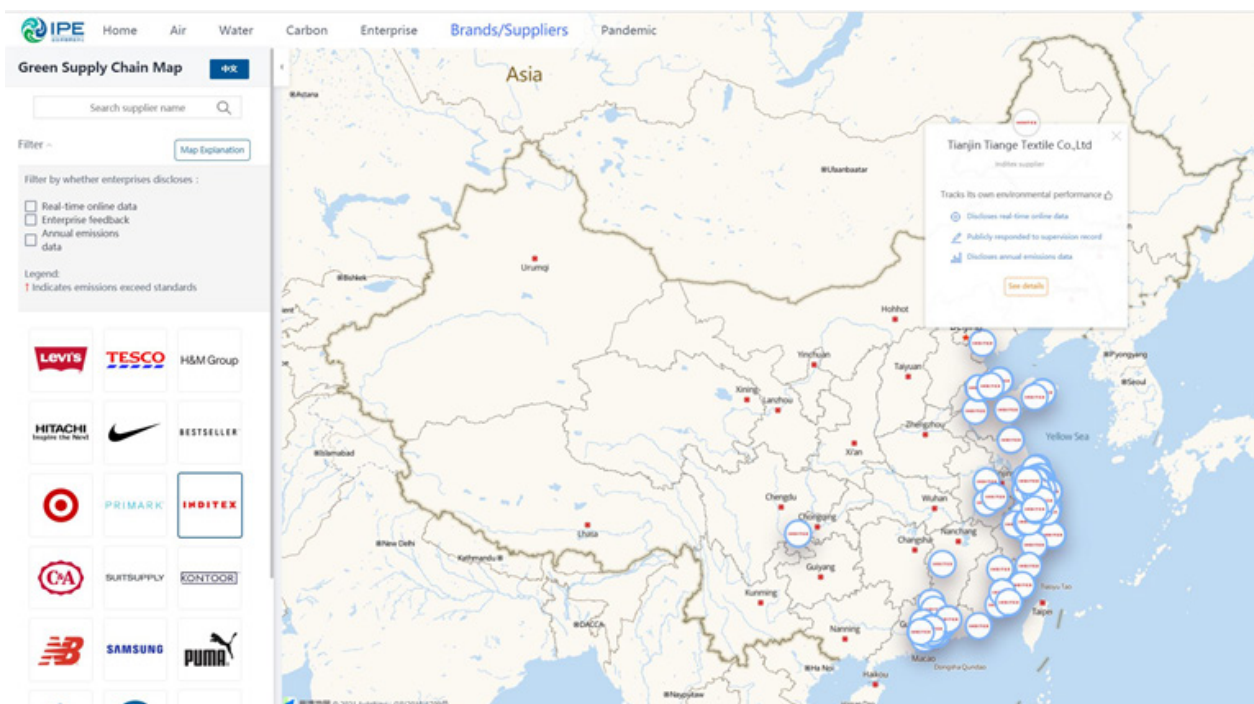 IPE
Home Air Water Carbon Enterprise Brands/Suppliers Pandemic
Green Supply Chain Map
中文
Search supplier name
Filter
Map Explanation
Filter by whether enterprises discloses :
Real-time online data
Enterprise feedback
Annual emissions
data
Legend:
↑ Indicates emissions exceed standards
LEVI'S
TESCO
H&M Group
HITACHI
Inspire the Next
BESTSELLER
PRIMARK
INDITEX
C&A
SUITSUPPLY
KONTOOR
NB
SAMSUNG
PUMA
Asia
Astana
Ulaanbaatar
Tianjin Tiange Textile Co.,Ltd
Inditex supplier
Tracks its own environmental performance
Discloses real-time online data
Publicly responded to supervision record
Discloses annual emissions data
See details
Urumqi
Bishkek
Hohhot
Pyongyang
Seoul
Yinchuan
Taiyuan
Xining
Lanzhou
Zhengzhou
Yellow Sea
Islamabad
Xi'an
Chengdu
Wuhan
Chongqing
Lhasa
New Delhi
Kathmandu
Changsha
Nanchang
Guiyang
Kunming
Taipei
DACCA
Nanning
Macao
Dongsha Qundao
Ha Noi
Haikou
Naypyitaw